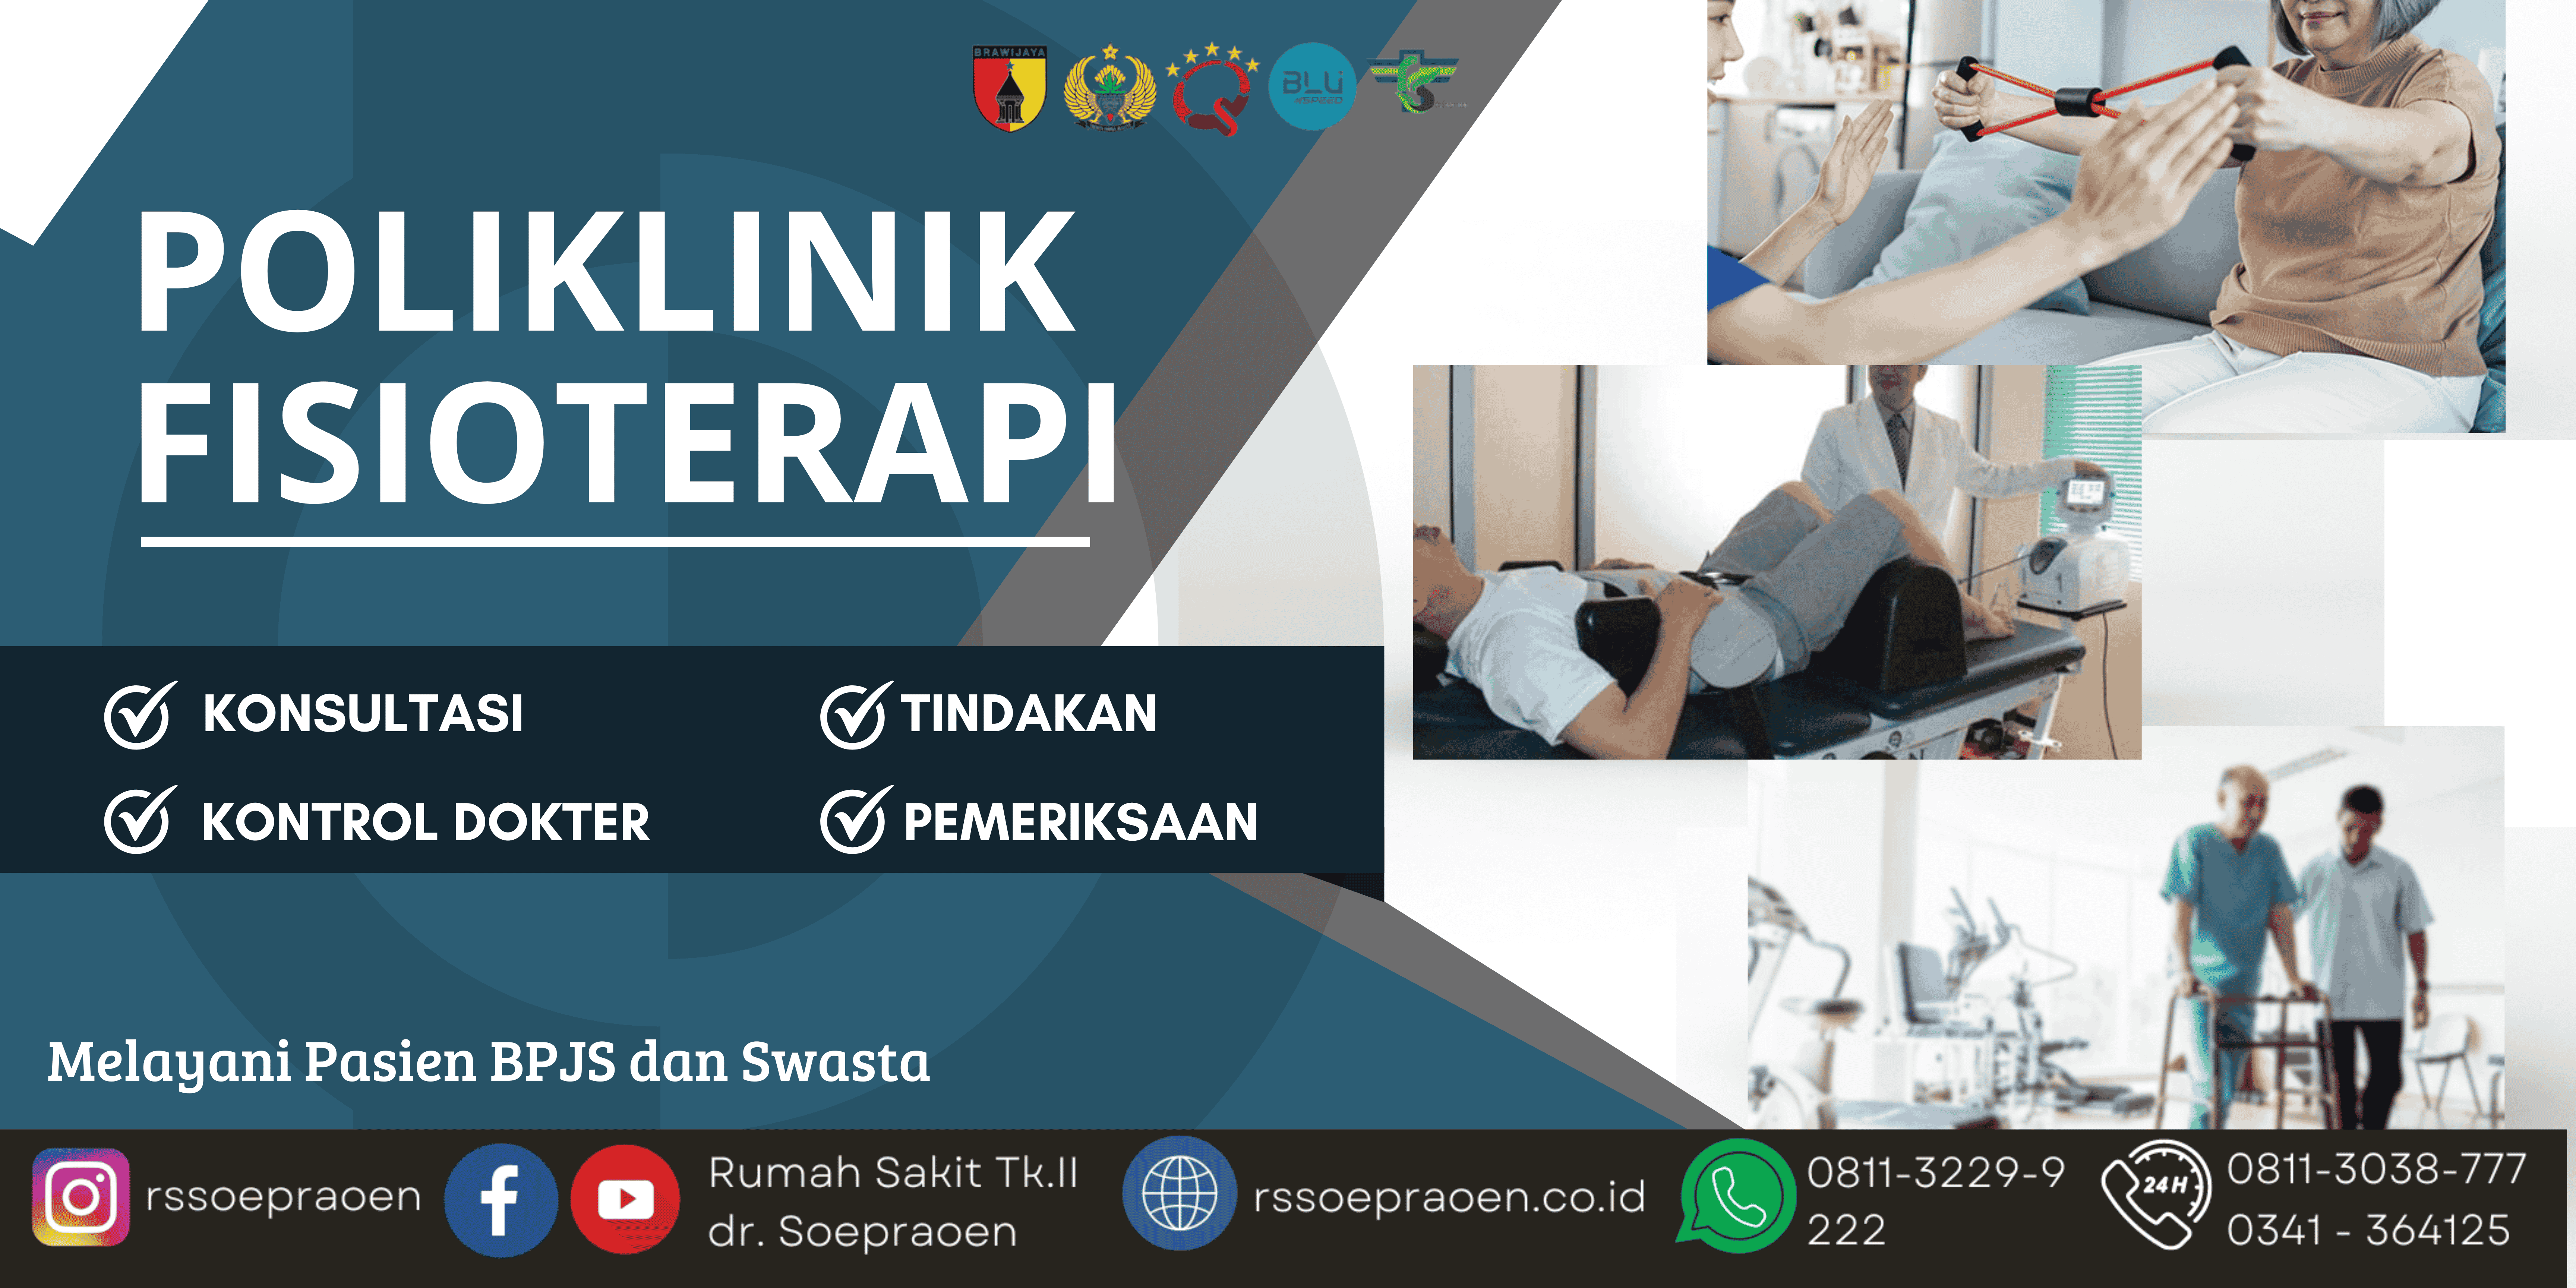 BRAWIJAYA
BLU
SPEED
POLIKLINIK
FISIOTERAPI
KONSULTASI
TINDAKAN
KONTROL DOKTER
PEMERIKSAAN
Melayani Pasien BPJS dan Swasta
rssoepraoen
Rumah Sakit Tk.II
dr. Soepraoen
rssoepraoen.co.id
0811-3229-9
222
24H
0811-3038-777
0341 - 364125